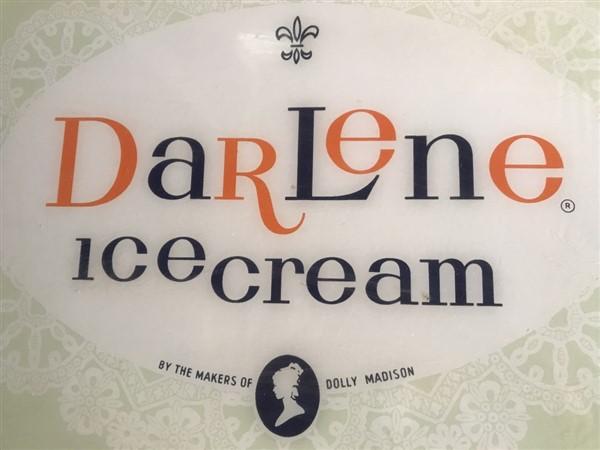 DarLene ®
icecream
BY THE MAKERS OF DOLLY MADISON